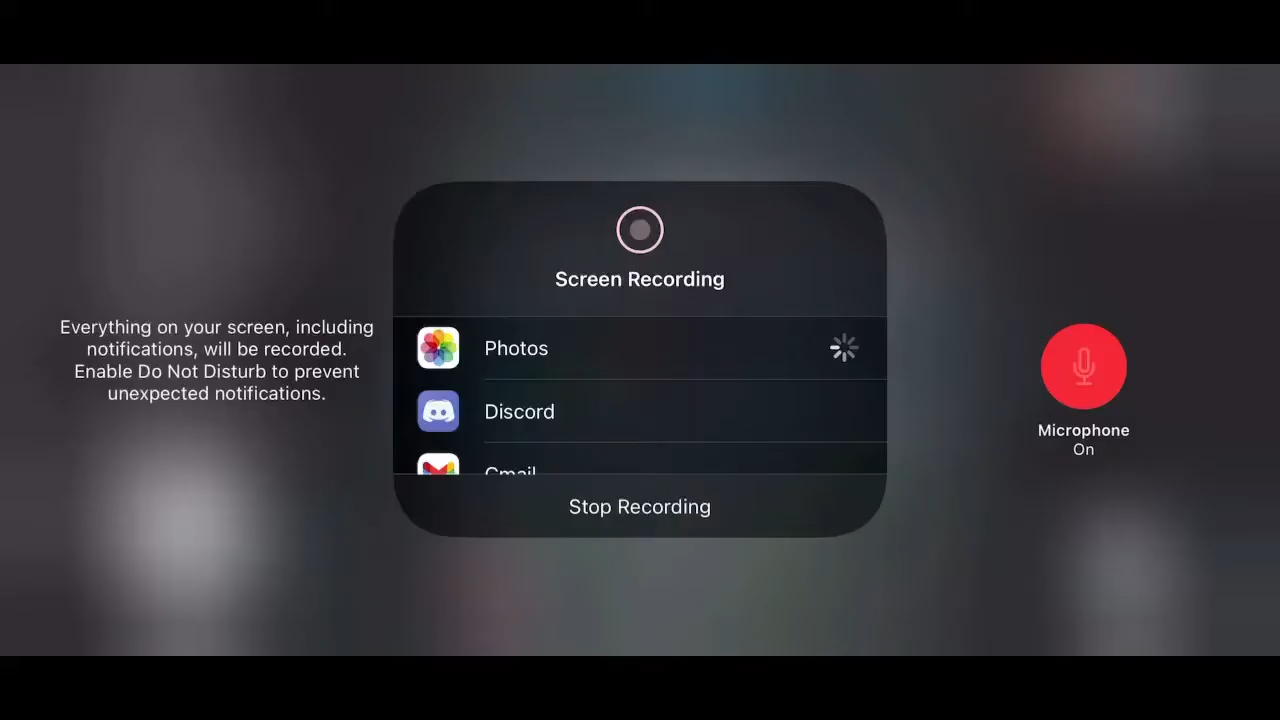 Screen Recording
Everything on your screen, including
notifications, will be recorded.
Enable Do Not Disturb to prevent
unexpected notifications.
Photos
Discord
Gmail
Stop Recording
Microphone
On